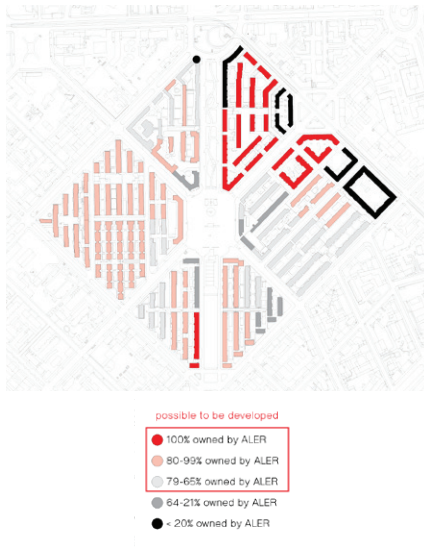 possible to be developed
100% owned by ALER
80-99% owned by ALER
79-65% owned by ALER
64-21% owned by ALER
< 20% owned by ALER